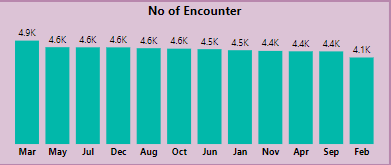 No of Encounter
4.9K 4.6K 4.6K 4.6K 4.6K 4.6K 4.5K 4.5K 4.4K 4.4K 4.4K 4.1K
Mar May Jul Dec Aug Oct Jun Jan Nov Apr Sep Feb